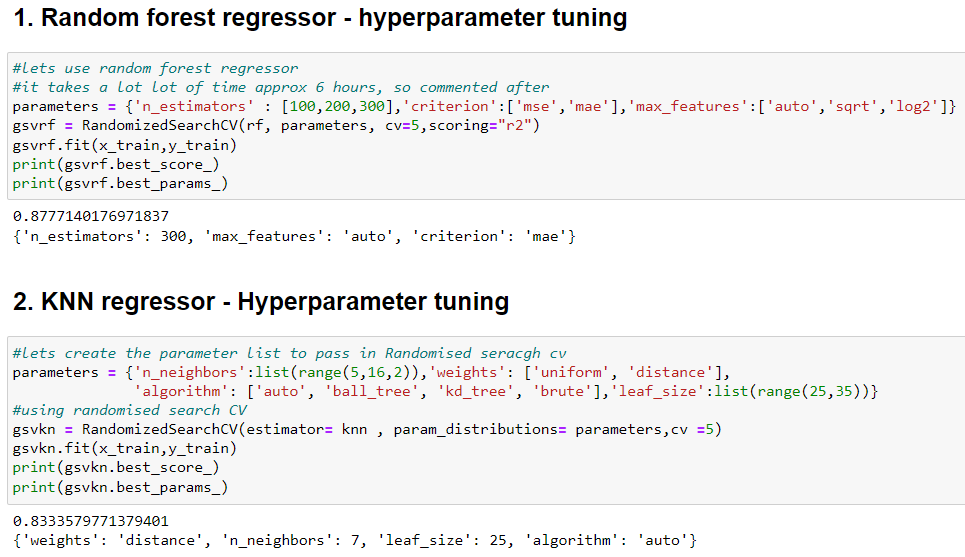 1. Random forest regressor - hyperparameter tuning
#lets use random forest regressor
#it takes a lot lot of time approx 6 hours, so commented after
parameters = {'n_estimators' : [100,200,300],'criterion':['mse','mae'],'max_features':['auto','sqrt','log2']}
gsvrf = RandomizedSearchCV(rf, parameters, cv=5,scoring="r2")
gsvrf.fit(x_train,y_train)
print(gsvrf.best_score_)
print(gsvrf.best_params_)
0.8777140176971837
{'n_estimators': 300, 'max_features': 'auto', 'criterion': 'mae'}
2. KNN regressor - Hyperparameter tuning
#lets create the parameter list to pass in Randomised seracgh cv
parameters = {'n_neighbors':list(range(5,16,2)),'weights': ['uniform', 'distance'],
'algorithm': ['auto', 'ball_tree', 'kd_tree', 'brute'],'leaf_size':list(range(25,35))}
#using randomised search CV
gsvkn = RandomizedSearchCV(estimator= knn , param_distributions= parameters,cv =5)
gsvkn.fit(x_train,y_train)
print(gsvkn.best_score_)
print(gsvkn.best_params_)
0.8333579771379401
{'weights': 'distance', 'n_neighbors': 7, 'leaf_size': 25, 'algorithm': 'auto'}